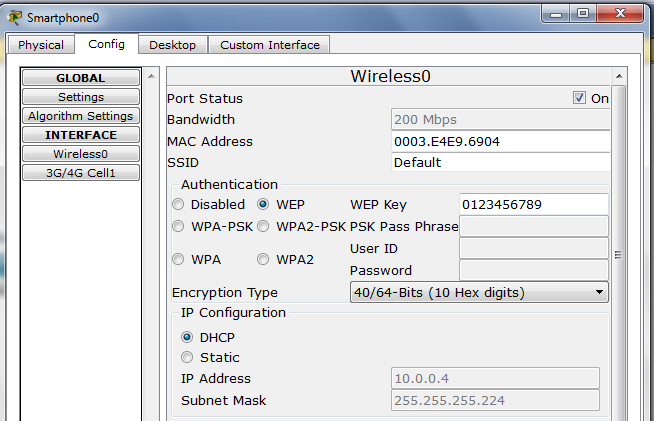 Smartphone0
Physical Config Desktop Custom Interface
GLOBAL
Settings
Algorithm Settings
INTERFACE
Wireless0
3G/4G Cell1
Wireless0
Port Status On
Bandwidth 200 Mbps
MAC Address 0003.E4E9.6904
SSID Default
Authentication
Disabled WEP WEP Key 0123456789
WPA-PSK WPA2-PSK PSK Pass Phrase
User ID
WPA WPA2
Password
Encryption Type 40/64-Bits (10 Hex digits)
IP Configuration
DHCP
Static
IP Address 10.0.0.4
Subnet Mask 255.255.255.224